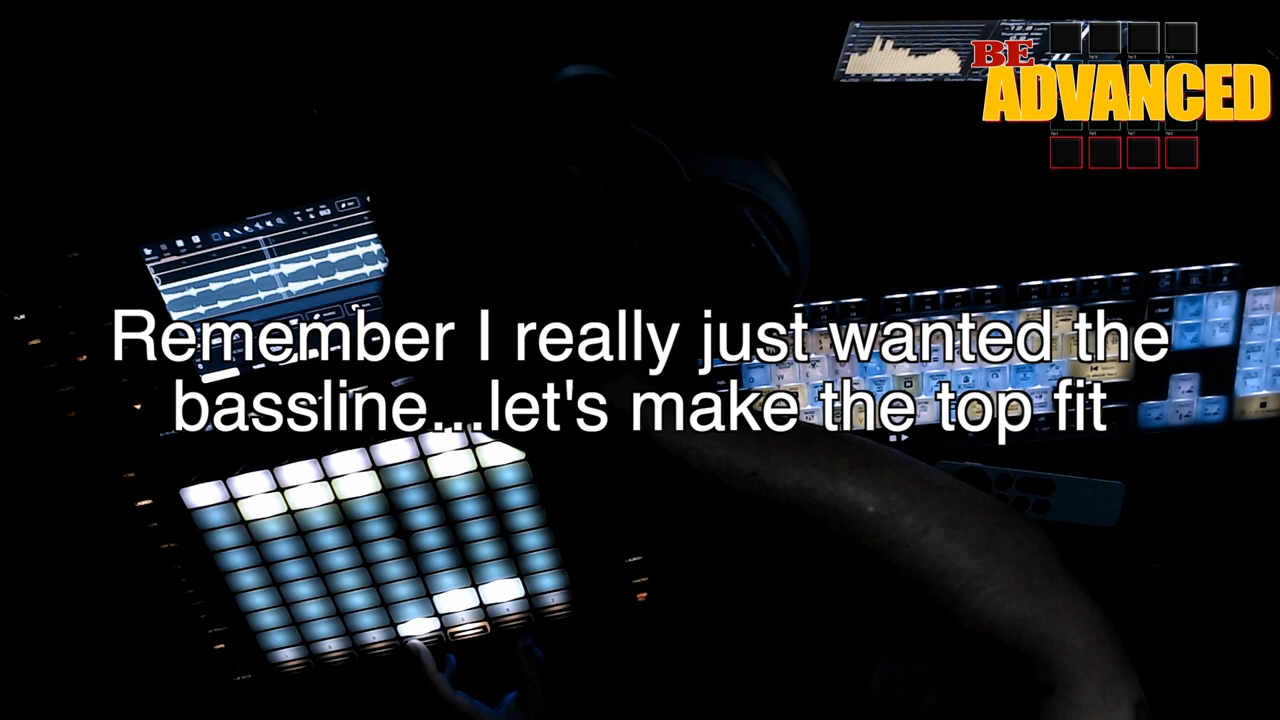 BE
ADVANCED
Remember I really just wanted the
bassline...let's make the top fit